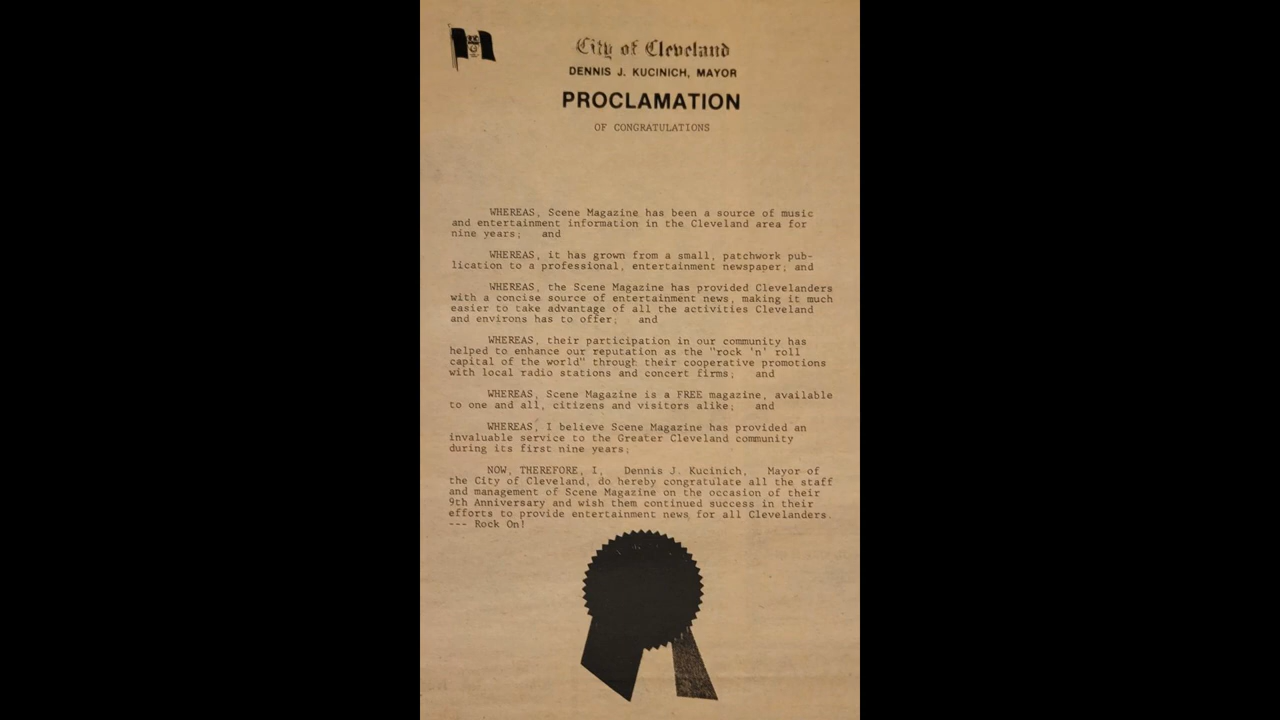 City of Cleveland
DENNIS J. KUCINICH, MAYOR
PROCLAMATION
OF CONGRATULATIONS
WHEREAS, Scene Magazine has been a source of music
and entertainment information in the Cleveland area for
nine years; and
WHEREAS, it has grown from a small, patchwork pub-
lication to a professional, entertainment newspaper; and
WHEREAS, the Scene Magazine has provided Clevelanders
with a concise source of entertainment news, making it much
easier to take advantage of all the activities Cleveland
and environs has to offer; and
WHEREAS, their participation in our community has
helped to enhance our reputation as the "rock 'n' roll
capital of the world" through their cooperative promotions
with local radio stations and concert firms; and
WHEREAS, Scene Magazine is a FREE magazine, available
to one and all, citizens and visitors alike; and
WHEREAS, I believe Scene Magazine has provided an
invaluable service to the Greater Cleveland community
during its first nine years;
NOW, THEREFORE, I, Dennis J. Kucinich, Mayor of
the City of Cleveland, do hereby congratulate all the staff
and management of Scene Magazine on the occasion of their
9th Anniversary and wish them continued success in their
efforts to provide entertainment news for all Clevelanders.
--- Rock On!